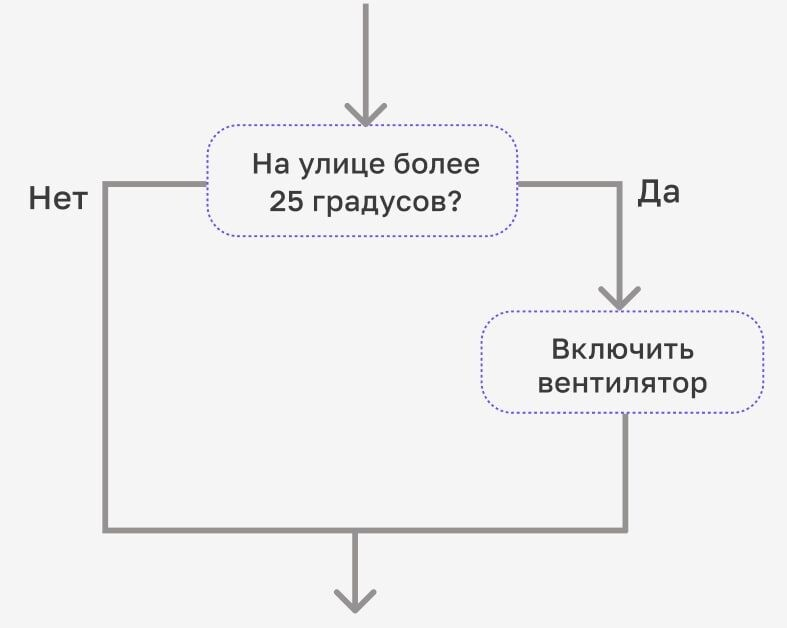 На улице более
25 градусов?
Нет
Да
Включить
вентилятор